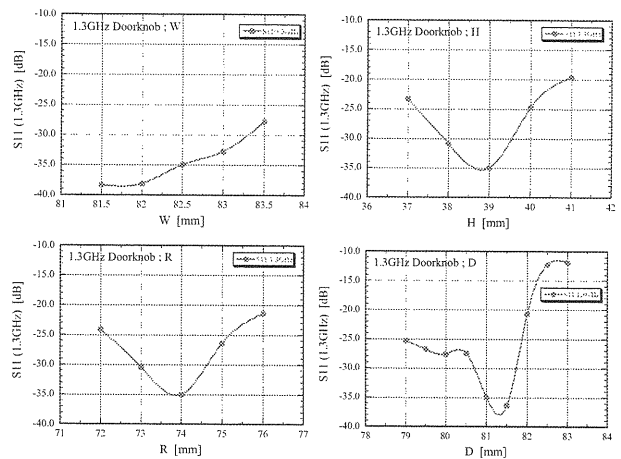 1.3GHz Doorknob ; W
-10.0
-15.0
-20.0
-25.0
-30.0
-35.0
-40.0
S11 (1.3GHz) [dB]
81 81.5 82 82.5 83 83.5 84
W [mm]
1.3GHz Doorknob ; H
-10.0
-15.0
-20.0
-25.0
-30.0
-35.0
-40.0
S11 (1.3GHz) [dB]
36 37 38 39 40 41 42
H [mm]
1.3GHz Doorknob ; R
-10.0
-15.0
-20.0
-25.0
-30.0
-35.0
-40.0
S11 (1.3GHz) [dB]
71 72 73 74 75 76 77
R [mm]
1.3GHz Doorknob ; D
-10.0
-15.0
-20.0
-25.0
-30.0
-35.0
-40.0
S11 (1.3GHz) [dB]
78 79 80 81 82 83 84
D [mm]